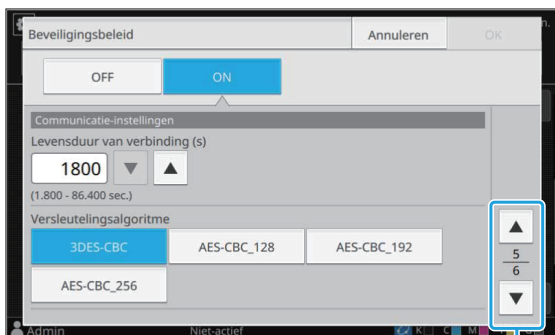 n.
Beveiligingsbeleid Annuleren OK
OFF ON
Communicatie-instellingen
Levensduur van verbinding (s)
1800 ▼ ▲
(1.800 - 86.400 sec.)
Versleutelingsalgoritme
3DES-CBC AES-CBC_128 AES-CBC_192
▲
5
6
AES-CBC_256
▼
Admin Niet-actief K C M